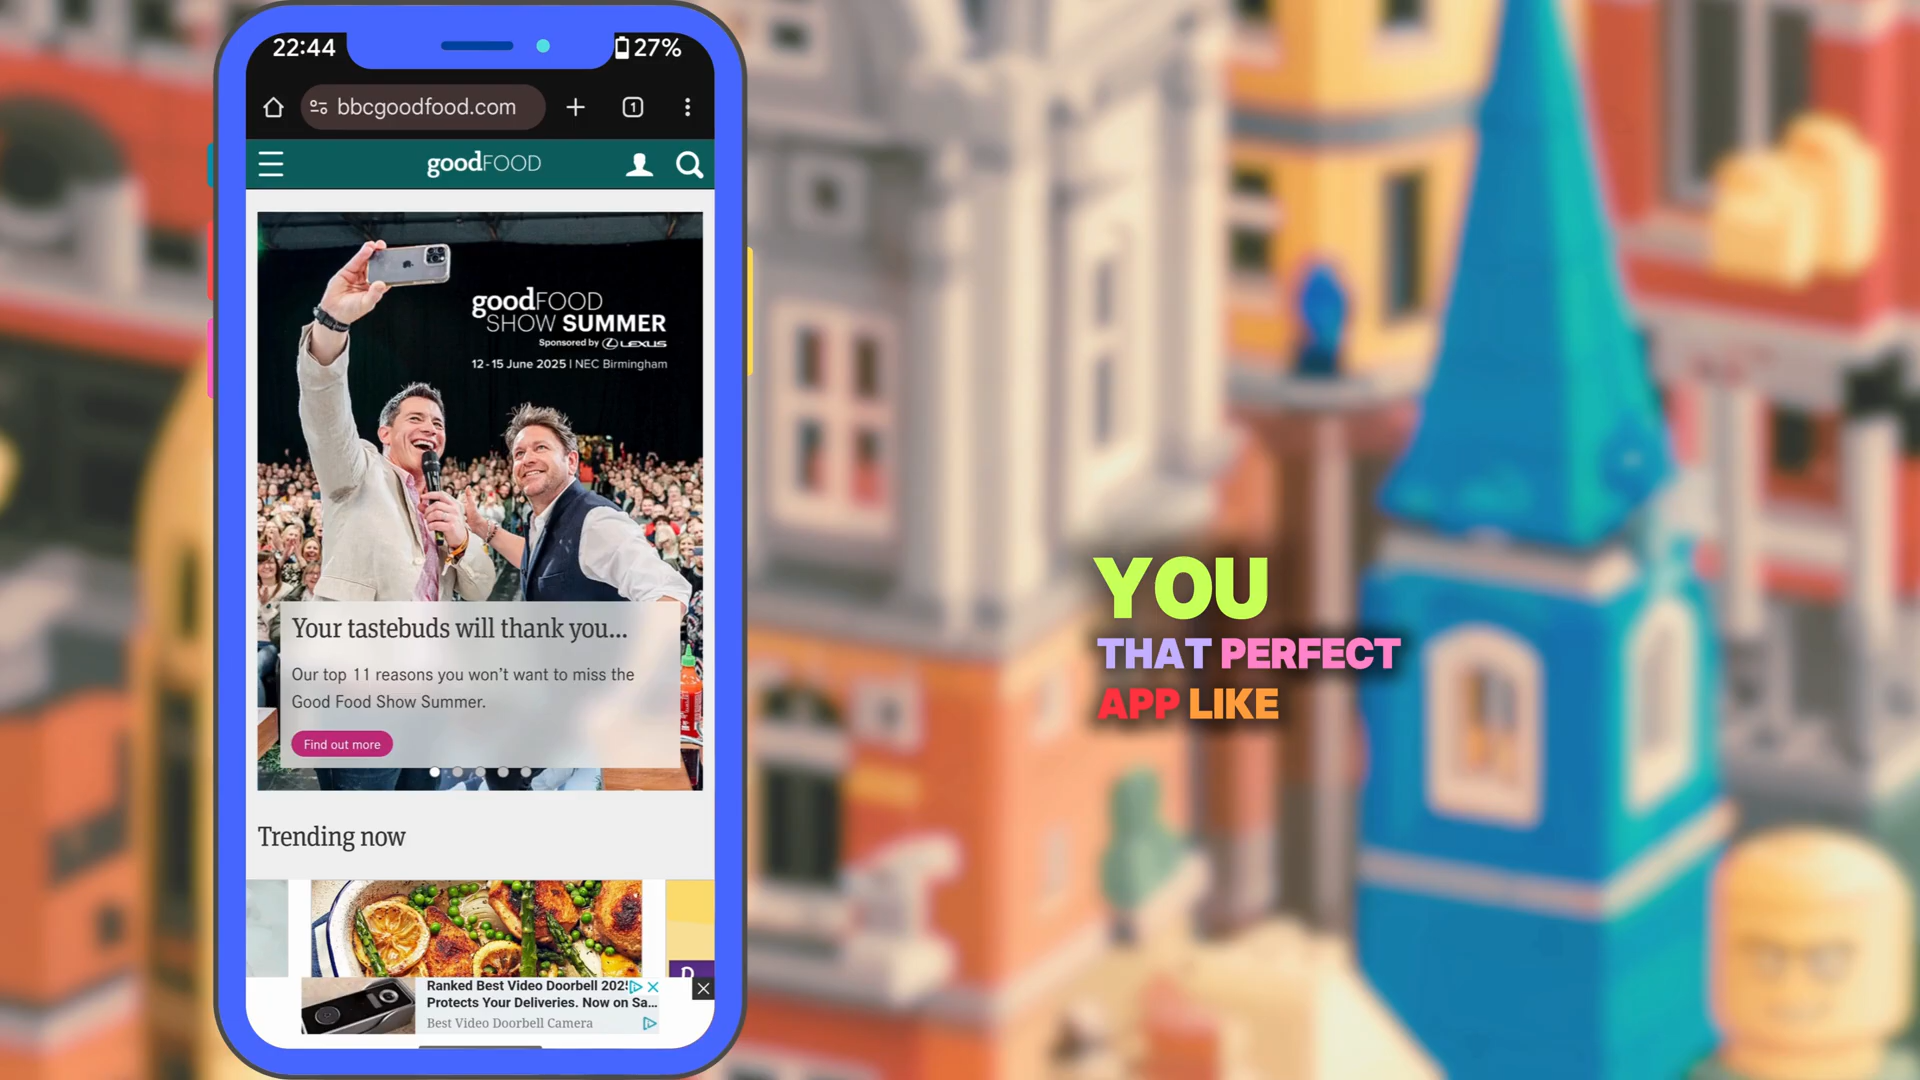 22:44
27%
bbcgoodfood.com
1
goodFOOD
goodFOOD
SHOW SUMMER
Sponsored by LEXUS
12-15 June 2025 | NEC Birmingham
Your tastebuds will thank you...
Our top 11 reasons you won't want to miss the
Good Food Show Summer.
Find out more
Trending now
Ranked Best Video Doorbell 2025
Protects Your Deliveries. Now on Sa...
Best Video Doorbell Camera
YOU
THAT PERFECT
APP LIKE